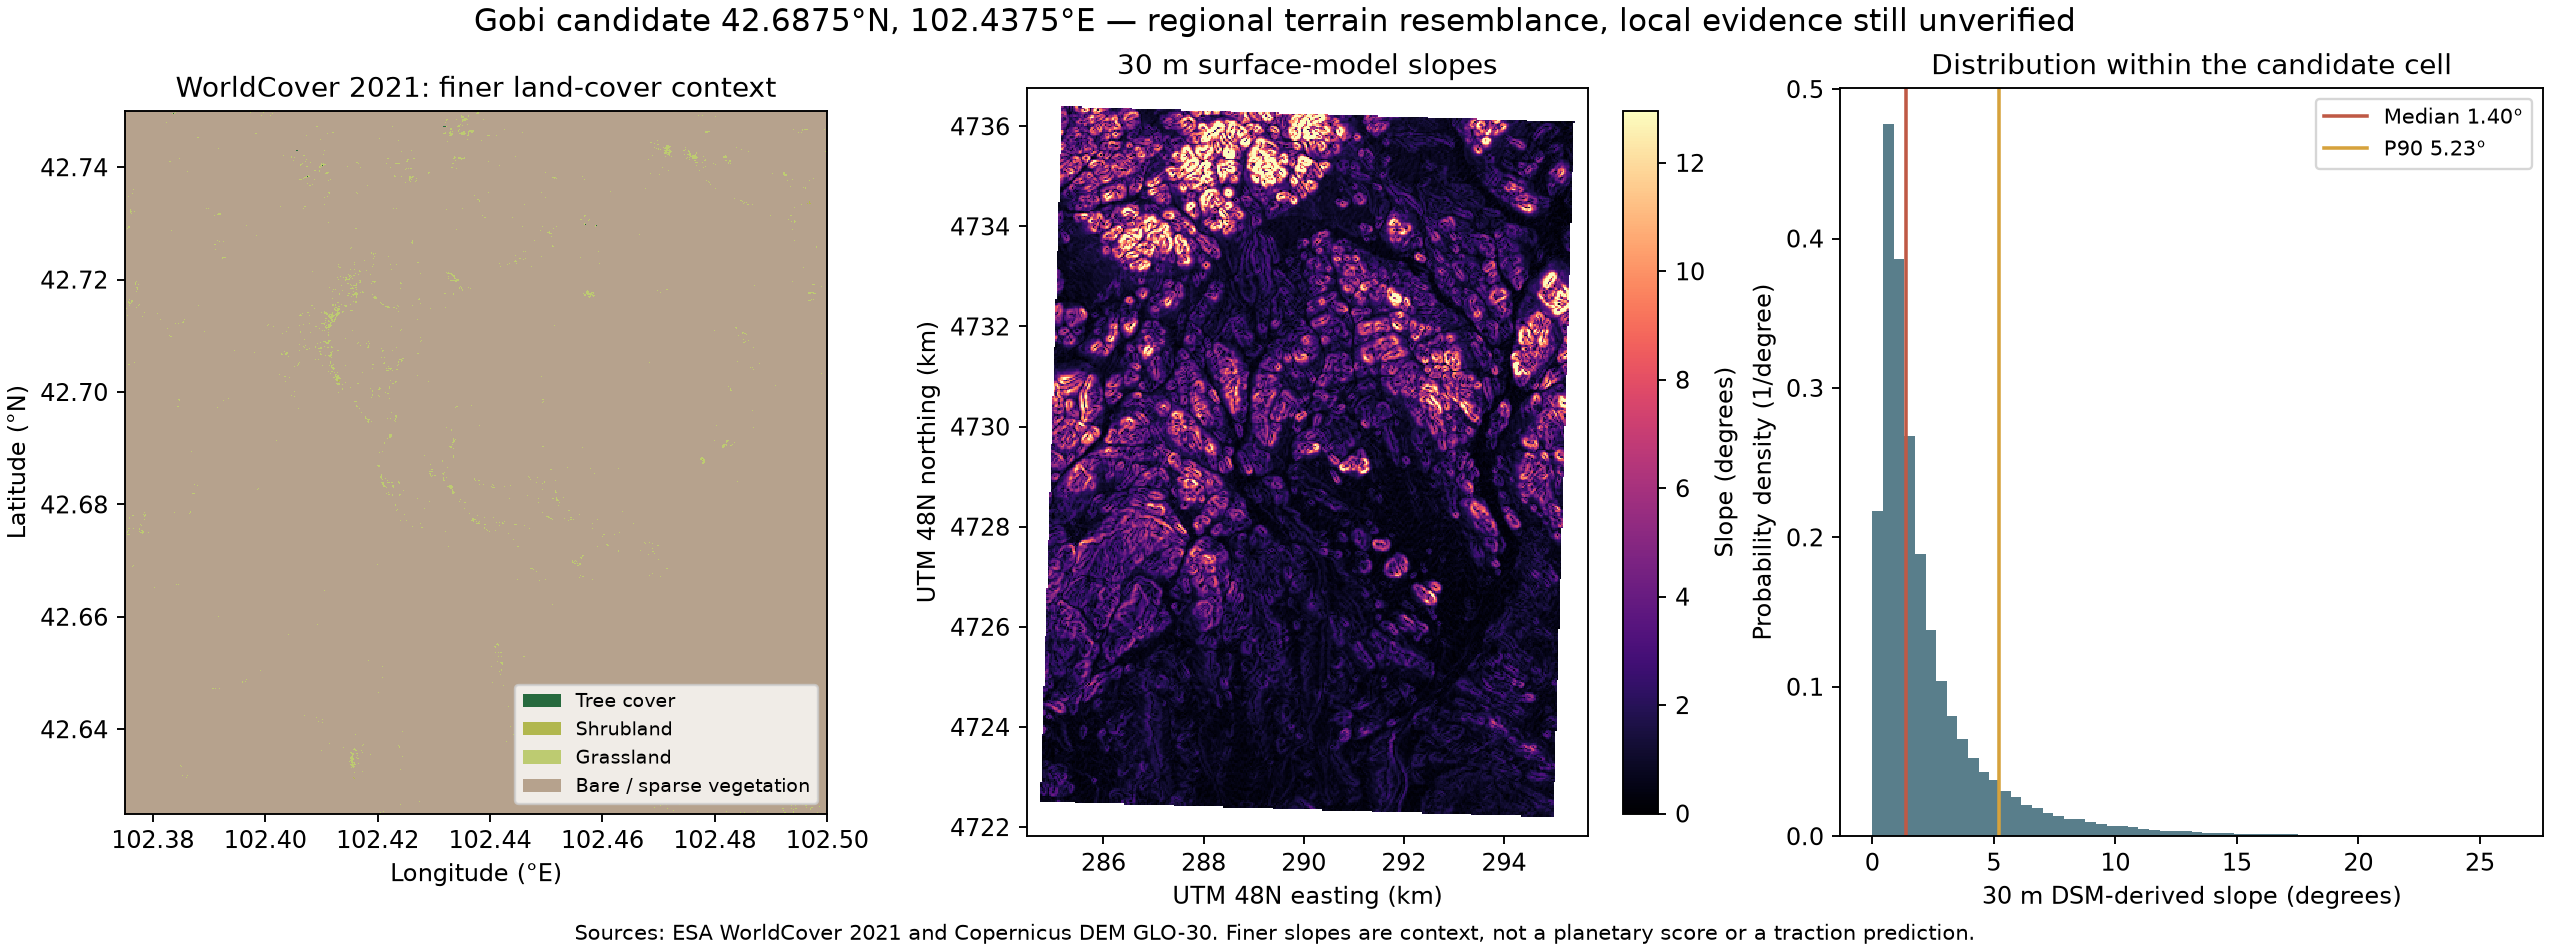 Gobi candidate 42.6875°N, 102.4375°E — regional terrain resemblance, local evidence still unverified
WorldCover 2021: finer land-cover context
42.74
42.72
42.70
42.68
42.66
42.64
Latitude (°N)
102.38 102.40 102.42 102.44 102.46 102.48 102.50
Longitude (°E)
Tree cover
Shrubland
Grassland
Bare / sparse vegetation
30 m surface-model slopes
4736
4734
4732
4730
4728
4726
4724
4722
UTM 48N northing (km)
286 288 290 292 294
UTM 48N easting (km)
12
10
8
6
4
2
0
Slope (degrees)
Distribution within the candidate cell
0.5
0.4
0.3
0.2
0.1
0.0
Probability density (1/degree)
0 5 10 15 20 25
30 m DSM-derived slope (degrees)
Median 1.40°
P90 5.23°
Sources: ESA WorldCover 2021 and Copernicus DEM GLO-30. Finer slopes are context, not a planetary score or a traction prediction.